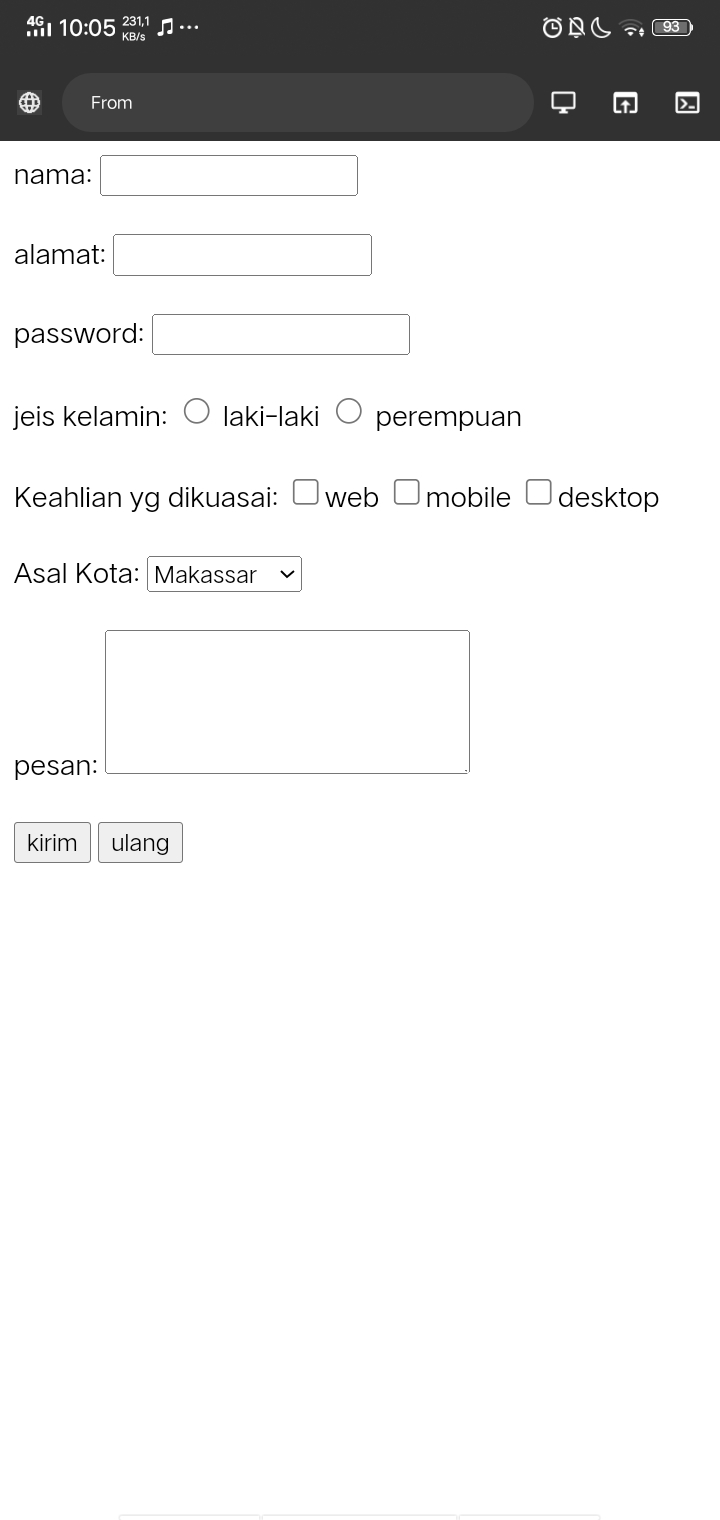 4G 10:05 231,1 KB/s 93
From
nama:
alamat:
password:
jeis kelamin: laki-laki perempuan
Keahlian yg dikuasai: web mobile desktop
Asal Kota: Makassar
pesan:
kirim ulang